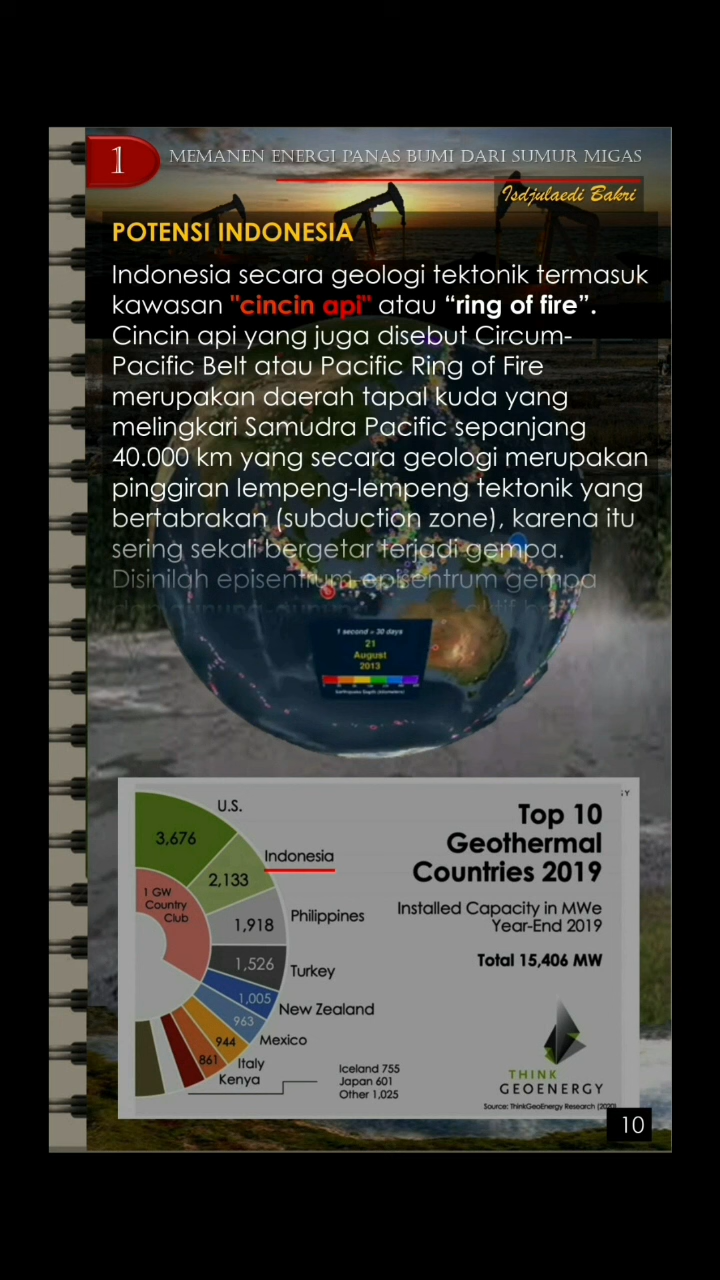 1
MEMANEN ENERGI PANAS BUMI DARI SUMUR MIGAS
Isdjulaedi Bakri
POTENSI INDONESIA
Indonesia secara geologi tektonik termasuk
kawasan "cincin api" atau “ring of fire”.
Cincin api yang juga disebut Circum-
Pacific Belt atau Pacific Ring of Fire
merupakan daerah tapal kuda yang
melingkari Samudra Pacific sepanjang
40.000 km yang secara geologi merupakan
pinggiran lempeng-lempeng tektonik yang
bertabrakan (subduction zone), karena itu
sering sekali bergetar terjadi gempa.
Disinilah episentrum-episentrum gempa
1 second = 30 days
21
August
2013
Earthquake Depth (kilometers)
Top 10
Geothermal
Countries 2019
Installed Capacity in MWe
Year-End 2019
Total 15,406 MW
U.S.
3,676
Indonesia
2,133
1 GW
Country
Club
Philippines
1,918
1,526
Turkey
1,005
New Zealand
963
Mexico
944
Italy
861
Kenya
Iceland 755
Japan 601
Other 1,025
THINK
GEOENERGY
Source: ThinkGeoEnergy Research (2020)
10